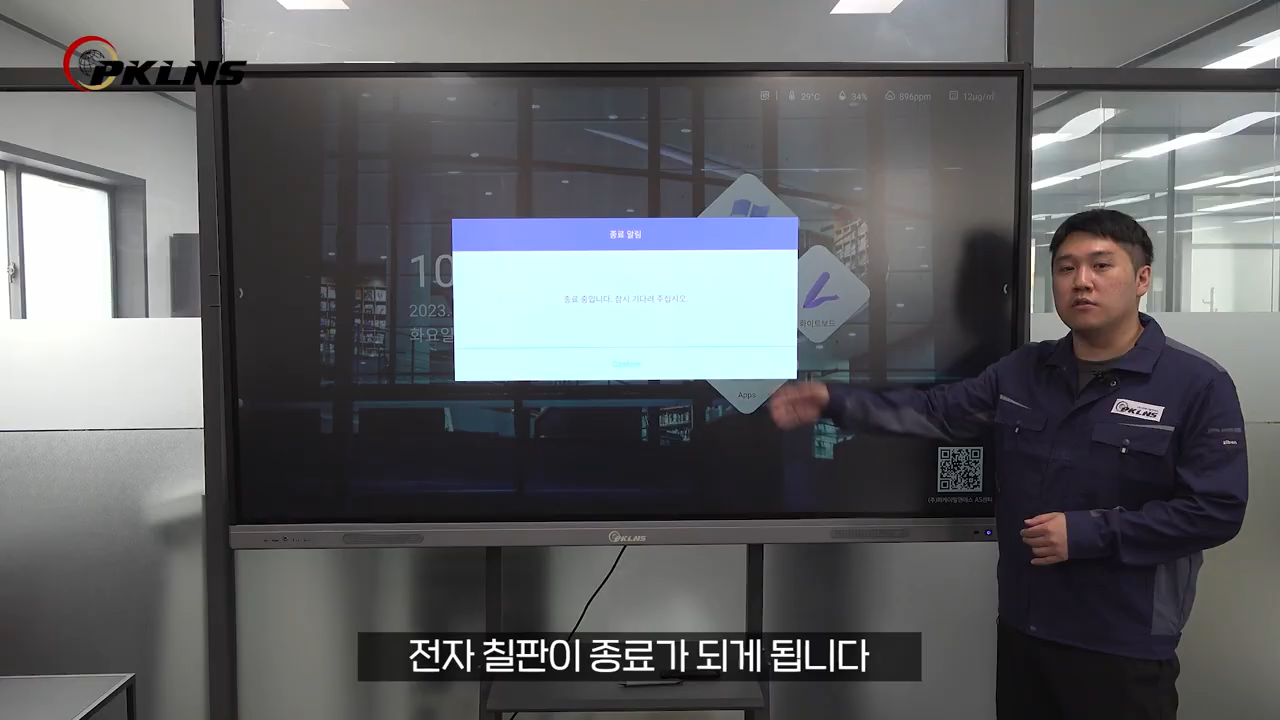 PKLNS
29°C
34%
896ppm
12µg/㎥
종료 알림
10
종료 중입니다. 잠시 기다려 주십시오.
2023.
화요일
화이트보드
Apps
PKLNS
PKLNS
전자 칠판이 종료가 되게 됩니다